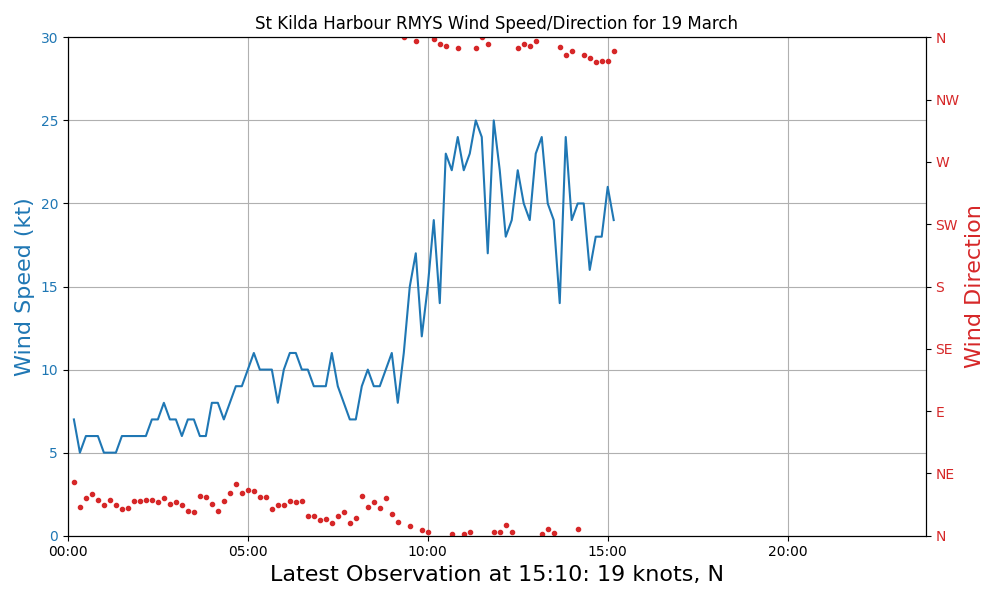 St Kilda Harbour RMYS Wind Speed/Direction for 19 March
Wind Speed (kt)
30
25
20
15
10
5
0
N
NW
W
SW
S
SE
E
NE
N
Wind Direction
00:00 05:00 10:00 15:00 20:00
Latest Observation at 15:10: 19 knots, N